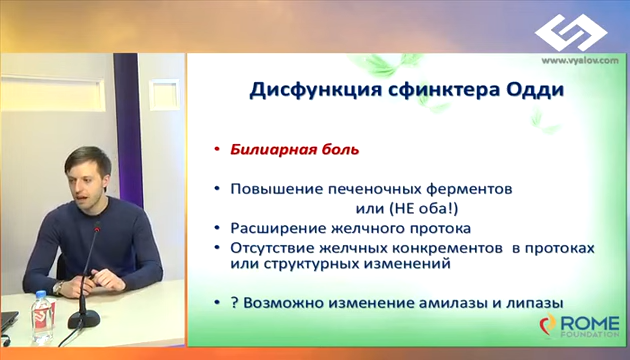 www.vyalov.com
Дисфункция сфинктера Одди
• Билиарная боль
• Повышение печеночных ферментов
или (НЕ оба!)
• Расширение желчного протока
• Отсутствие желчных конкрементов в протоках
или структурных изменений
• ? Возможно изменение амилазы и липазы
ROME
FOUNDATION